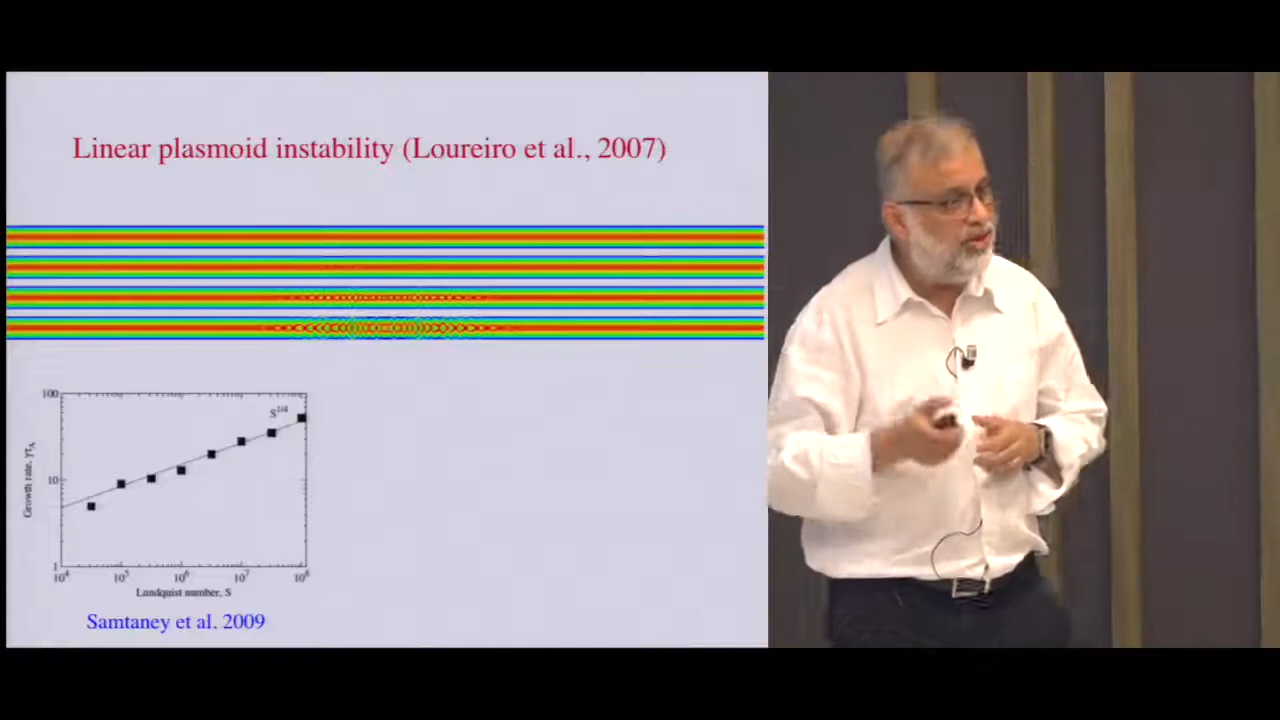 Linear plasmoid instability (Loureiro et al., 2007)
100
S^1/4
Growth rate, γτ_A
10
1
10^4 10^5 10^6 10^7 10^8
Lundquist number, S
Samtaney et al. 2009